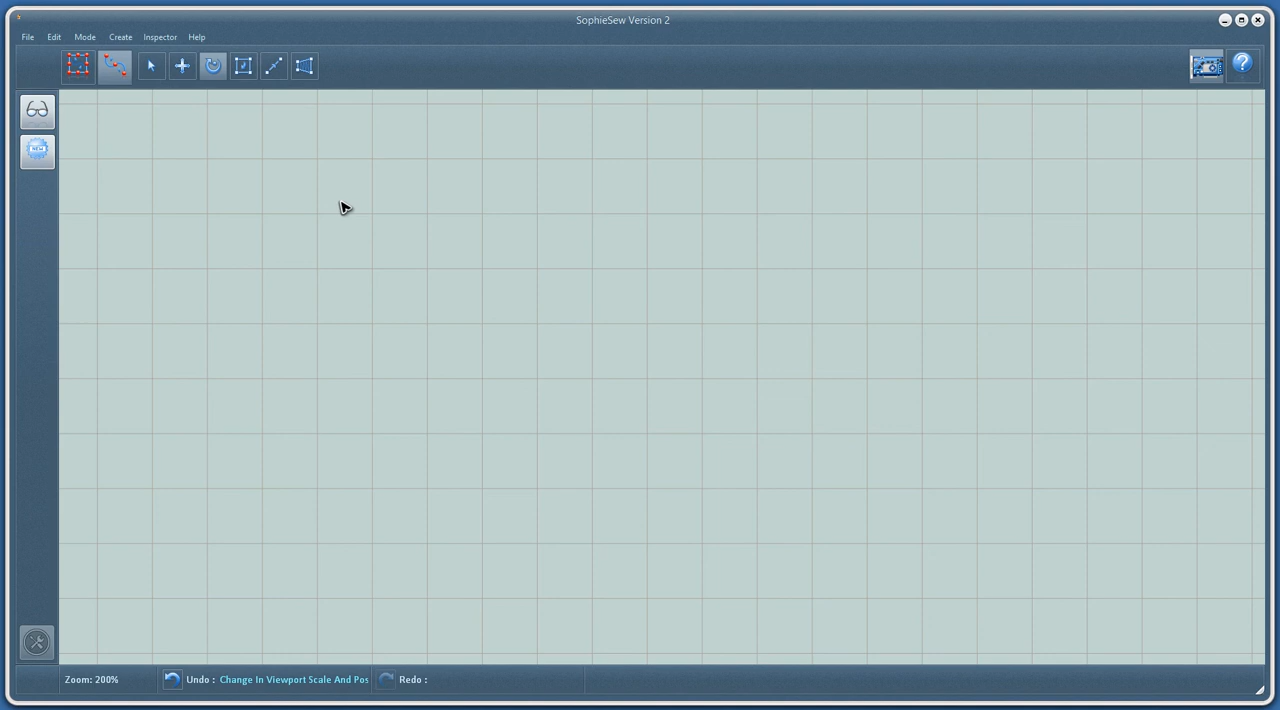 SophieSew Version 2
File Edit Mode Create Inspector Help
?
NEW
Zoom: 200% Undo : Change In Viewport Scale And Pos Redo :